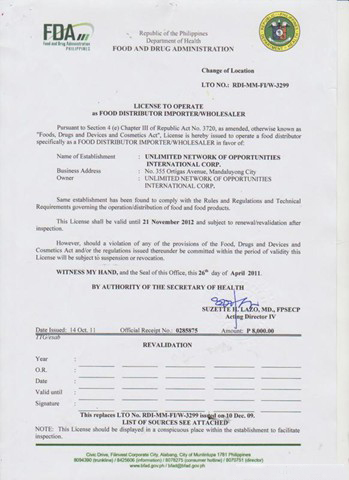 FDA
Food and Drug Administration
PHILIPPINES
Republic of the Philippines
Department of Health
FOOD AND DRUG ADMINISTRATION
Change of Location
LTO NO.: RDI-MM-FI/W-3299
LICENSE TO OPERATE
as FOOD DISTRIBUTOR IMPORTER/WHOLESALER
Pursuant to Section 4 (e) Chapter III of Republic Act No. 3720, as amended, otherwise known as
"Foods, Drugs and Devices and Cosmetics Act", License is hereby issued to operate a food distributor
specifically as a FOOD DISTRIBUTOR IMPORTER/WHOLESALER in favor of:
Name of Establishment : UNLIMITED NETWORK OF OPPORTUNITIES
INTERNATIONAL CORP.
Business Address : No. 355 Ortigas Avenue, Mandaluyong City
Owner : UNLIMITED NETWORK OF OPPORTUNITIES
INTERNATIONAL CORP.
Same establishment has been found to comply with the Rules and Regulations and Technical
Requirements governing the operation/distribution of food and food products.
This License shall be valid until 21 November 2012 and subject to renewal/revalidation after
inspection.
However, should a violation of any of the provisions of the Food, Drugs and Devices and
Cosmetics Act and/or the regulations issued thereunder be committed within the period of validity this
License will be subject to suspension or revocation.
WITNESS MY HAND, and the Seal of this Office, this 26th day of April 2011.
BY AUTHORITY OF THE SECRETARY OF HEALTH
SUZETTE H. LAZO, MD., FPSECP
Acting Director IV
Date Issued: 14 Oct. 11 Official Receipt No.: 0285875 Amount: P 8,000.00
REVALIDATION
Year :
O.R. :
Date :
Valid until :
Signature :
This replaces LTO No. RDI-MM-FI/W-3299 issued on 10 Dec. 09.
LIST OF SOURCES SEE ATTACHED
NOTE: This License should be displayed in a conspicuous place within the establishment to facilitate
inspection.
Civic Drive, Filinvest Corporate City, Alabang, City of Muntinlupa 1781 Philippines
www.bfad.gov.ph / bfad@bfad.gov.ph